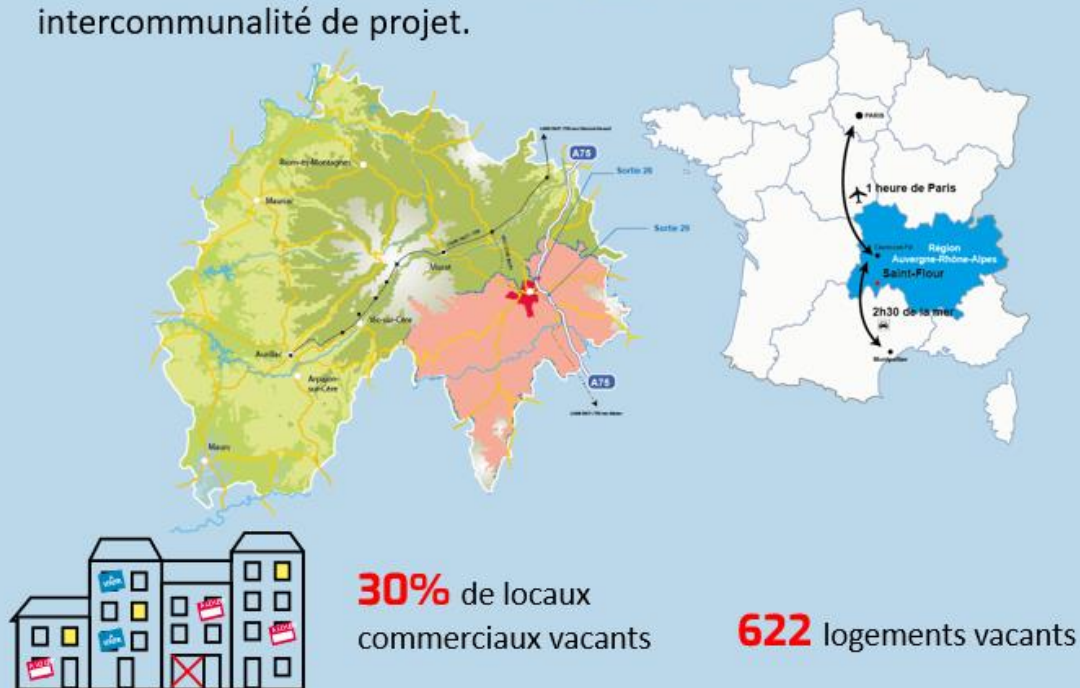 intercommunalité de projet.
A75
Sortie 28
Riom-ès-Montagnes
Mauriac
Sortie 29
Murat
Vic-sur-Cère
Aurillac
Arpajon-
sur-Cère
A75
Maurs
PARIS
1 heure de Paris
Région
Auvergne-Rhône-Alpes
Saint-Flour
2h30 de la mer
Montpellier
30% de locaux
commerciaux vacants
622 logements vacants